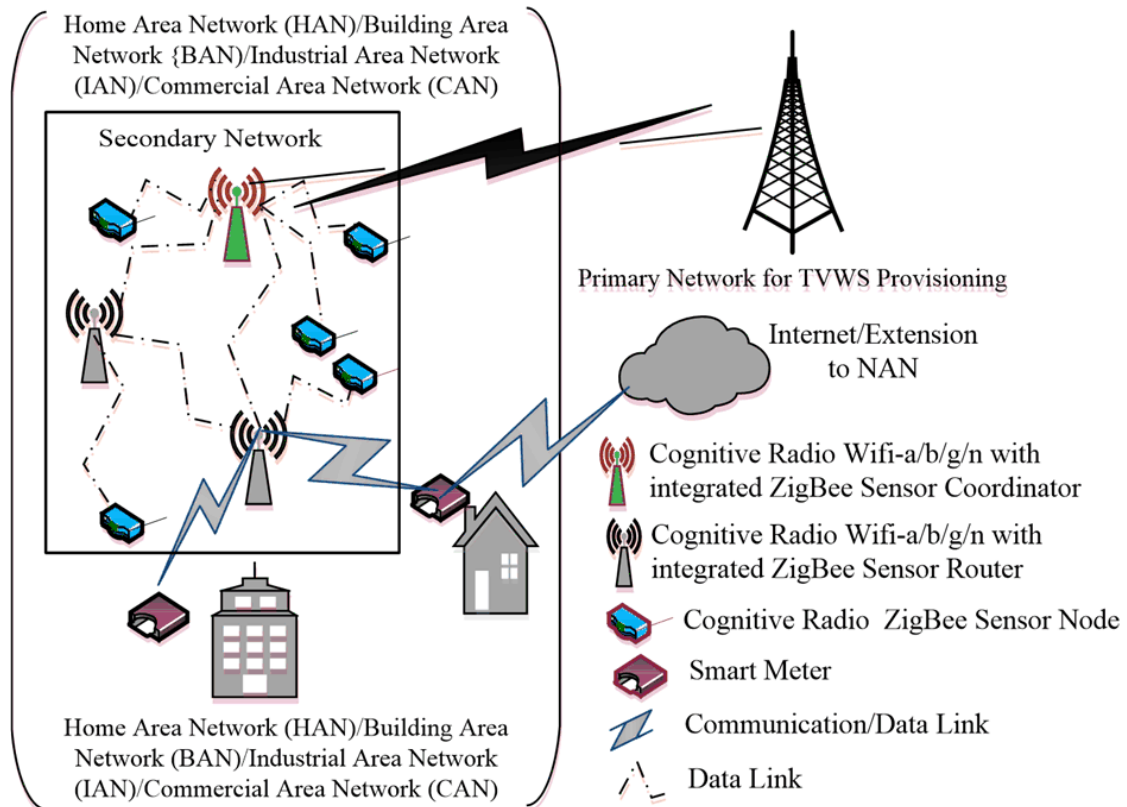 Home Area Network (HAN)/Building Area
Network {BAN)/Industrial Area Network
(IAN)/Commercial Area Network (CAN)
Secondary Network
Primary Network for TVWS Provisioning
Internet/Extension
to NAN
Cognitive Radio Wifi-a/b/g/n with
integrated ZigBee Sensor Coordinator
Cognitive Radio Wifi-a/b/g/n with
integrated ZigBee Sensor Router
Cognitive Radio ZigBee Sensor Node
Smart Meter
Communication/Data Link
Data Link
Home Area Network (HAN)/Building Area
Network (BAN)/Industrial Area Network
(IAN)/Commercial Area Network (CAN)